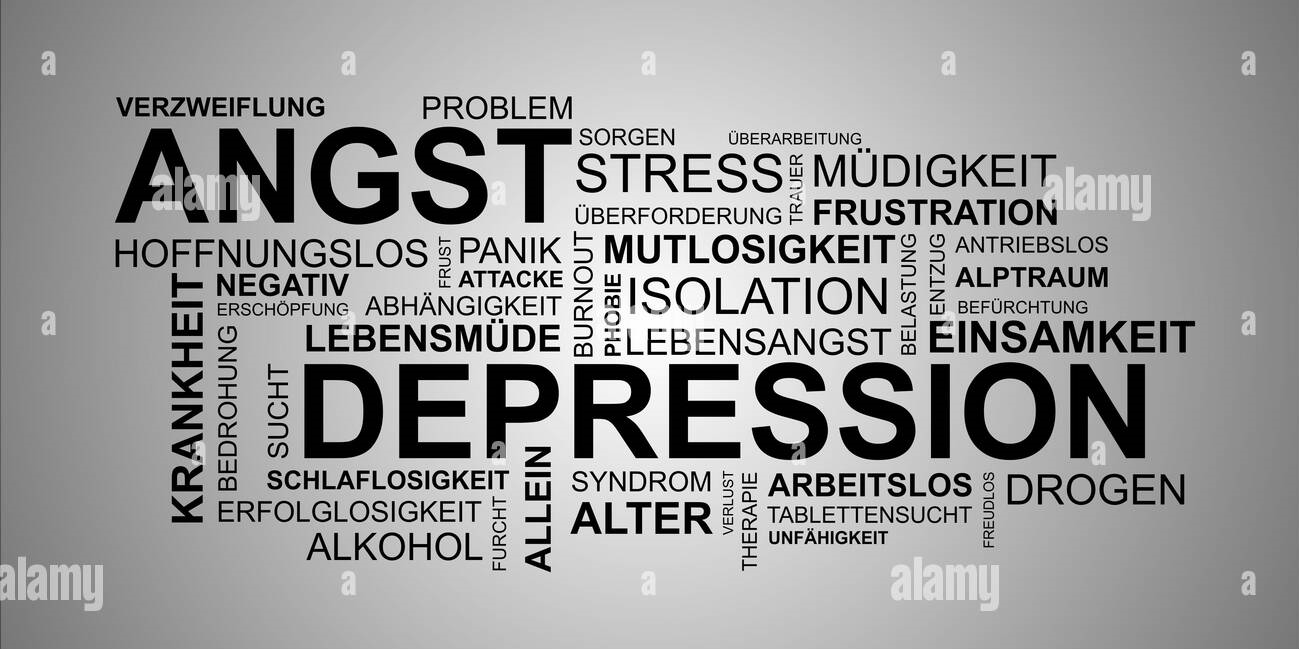 VERZWEIFLUNG
PROBLEM
ANGST
SORGEN
ÜBERARBEITUNG
STRESS
TRAUER
MÜDIGKEIT
ÜBERFORDERUNG
FRUSTRATION
HOFFNUNGSLOS
FRUST
PANIK
BURNOUT
MUTLOSIGKEIT
BELASTUNG
ENTZUG
ANTRIEBSLOS
KRANKHEIT
NEGATIV
ATTACKE
PHOBIE
ISOLATION
ALPTRAUM
ERSCHÖPFUNG
ABHÄNGIGKEIT
BEFÜRCHTUNG
BEDROHUNG
LEBENSMÜDE
LEBENSANGST
EINSAMKEIT
SUCHT
DEPRESSION
SCHLAFLOSIGKEIT
ALLEIN
SYNDROM
VERLUST
THERAPIE
ARBEITSLOS
FREUDLOS
DROGEN
ERFOLGLOSIGKEIT
FURCHT
ALTER
TABLETTENSUCHT
UNFÄHIGKEIT
ALKOHOL
a a a a a
alamy alamy
a a
alamy a a alamy a